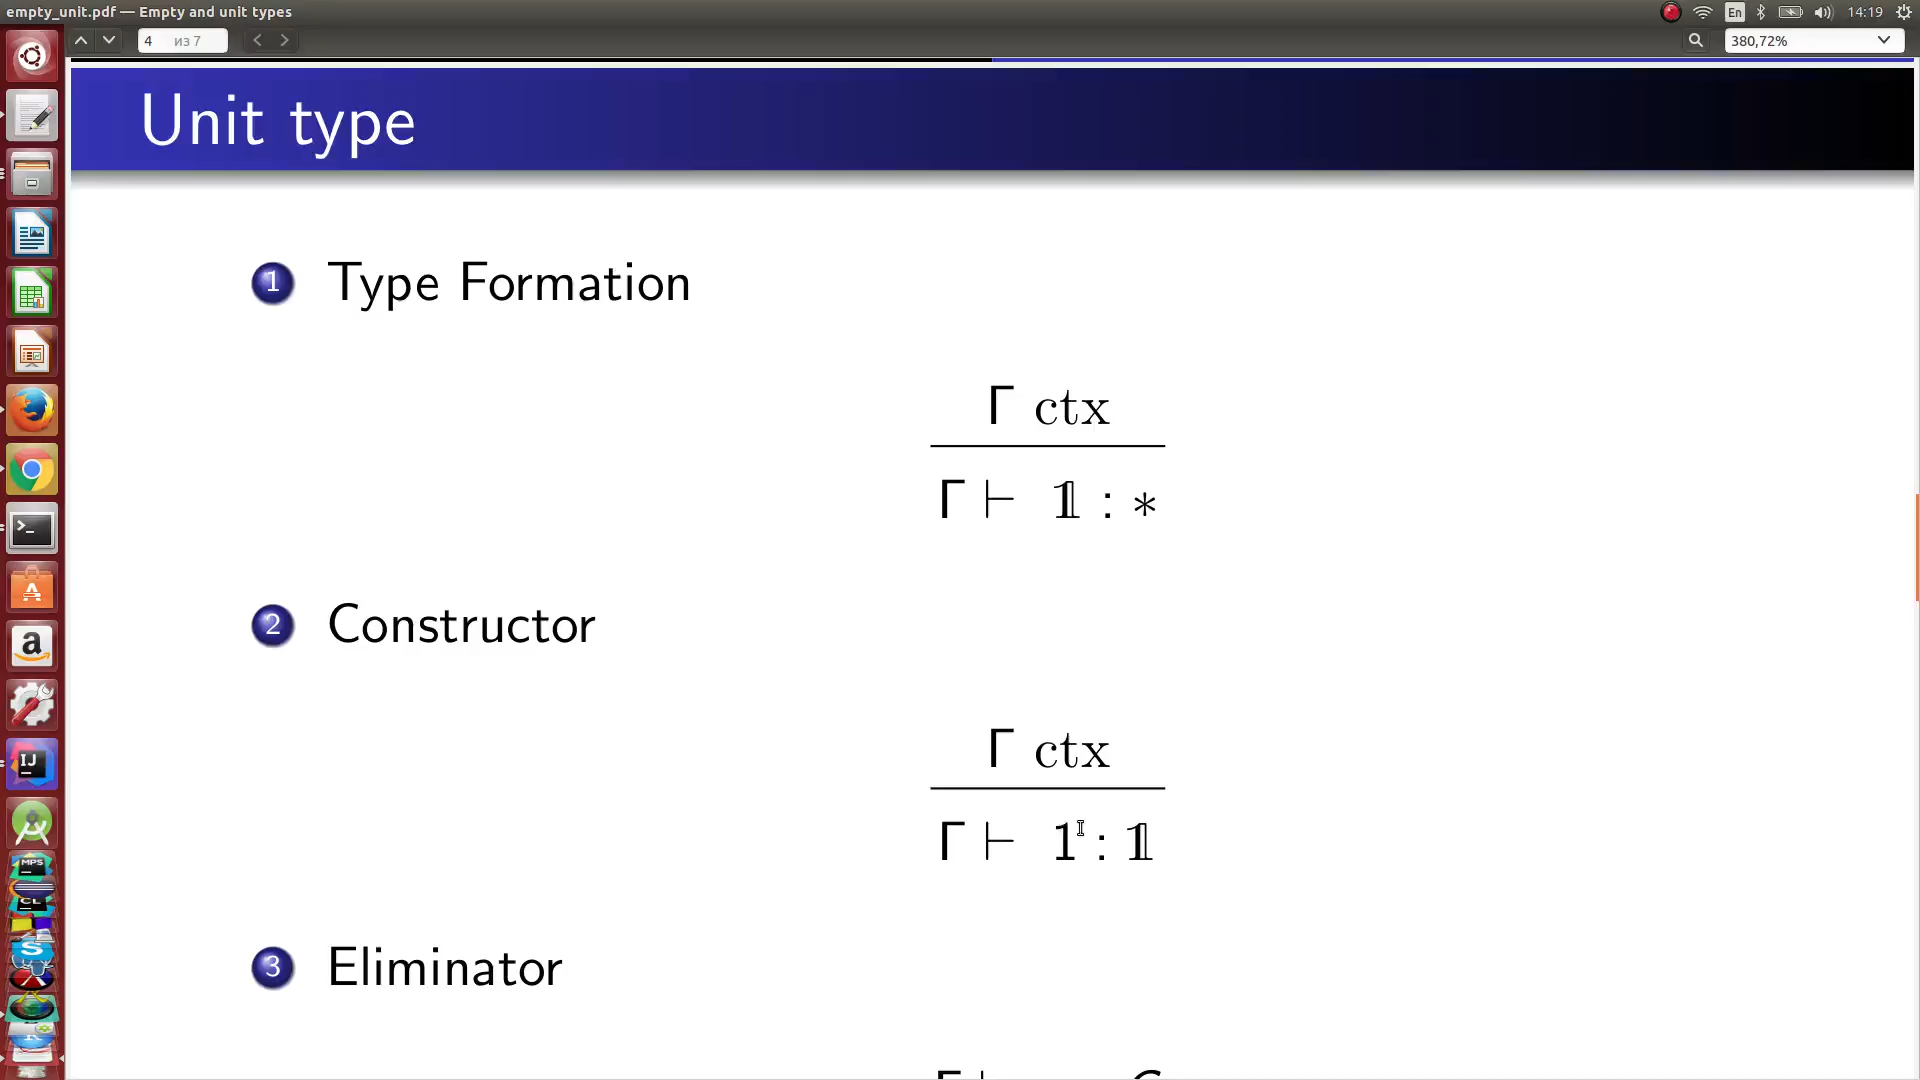 empty_unit.pdf — Empty and unit types
En
14:19
4 из 7
380,72%
Unit type
1 Type Formation
Γ ctx
Γ ⊢ 𝟙 : ∗
2 Constructor
Γ ctx
Γ ⊢ 1 : 𝟙
3 Eliminator